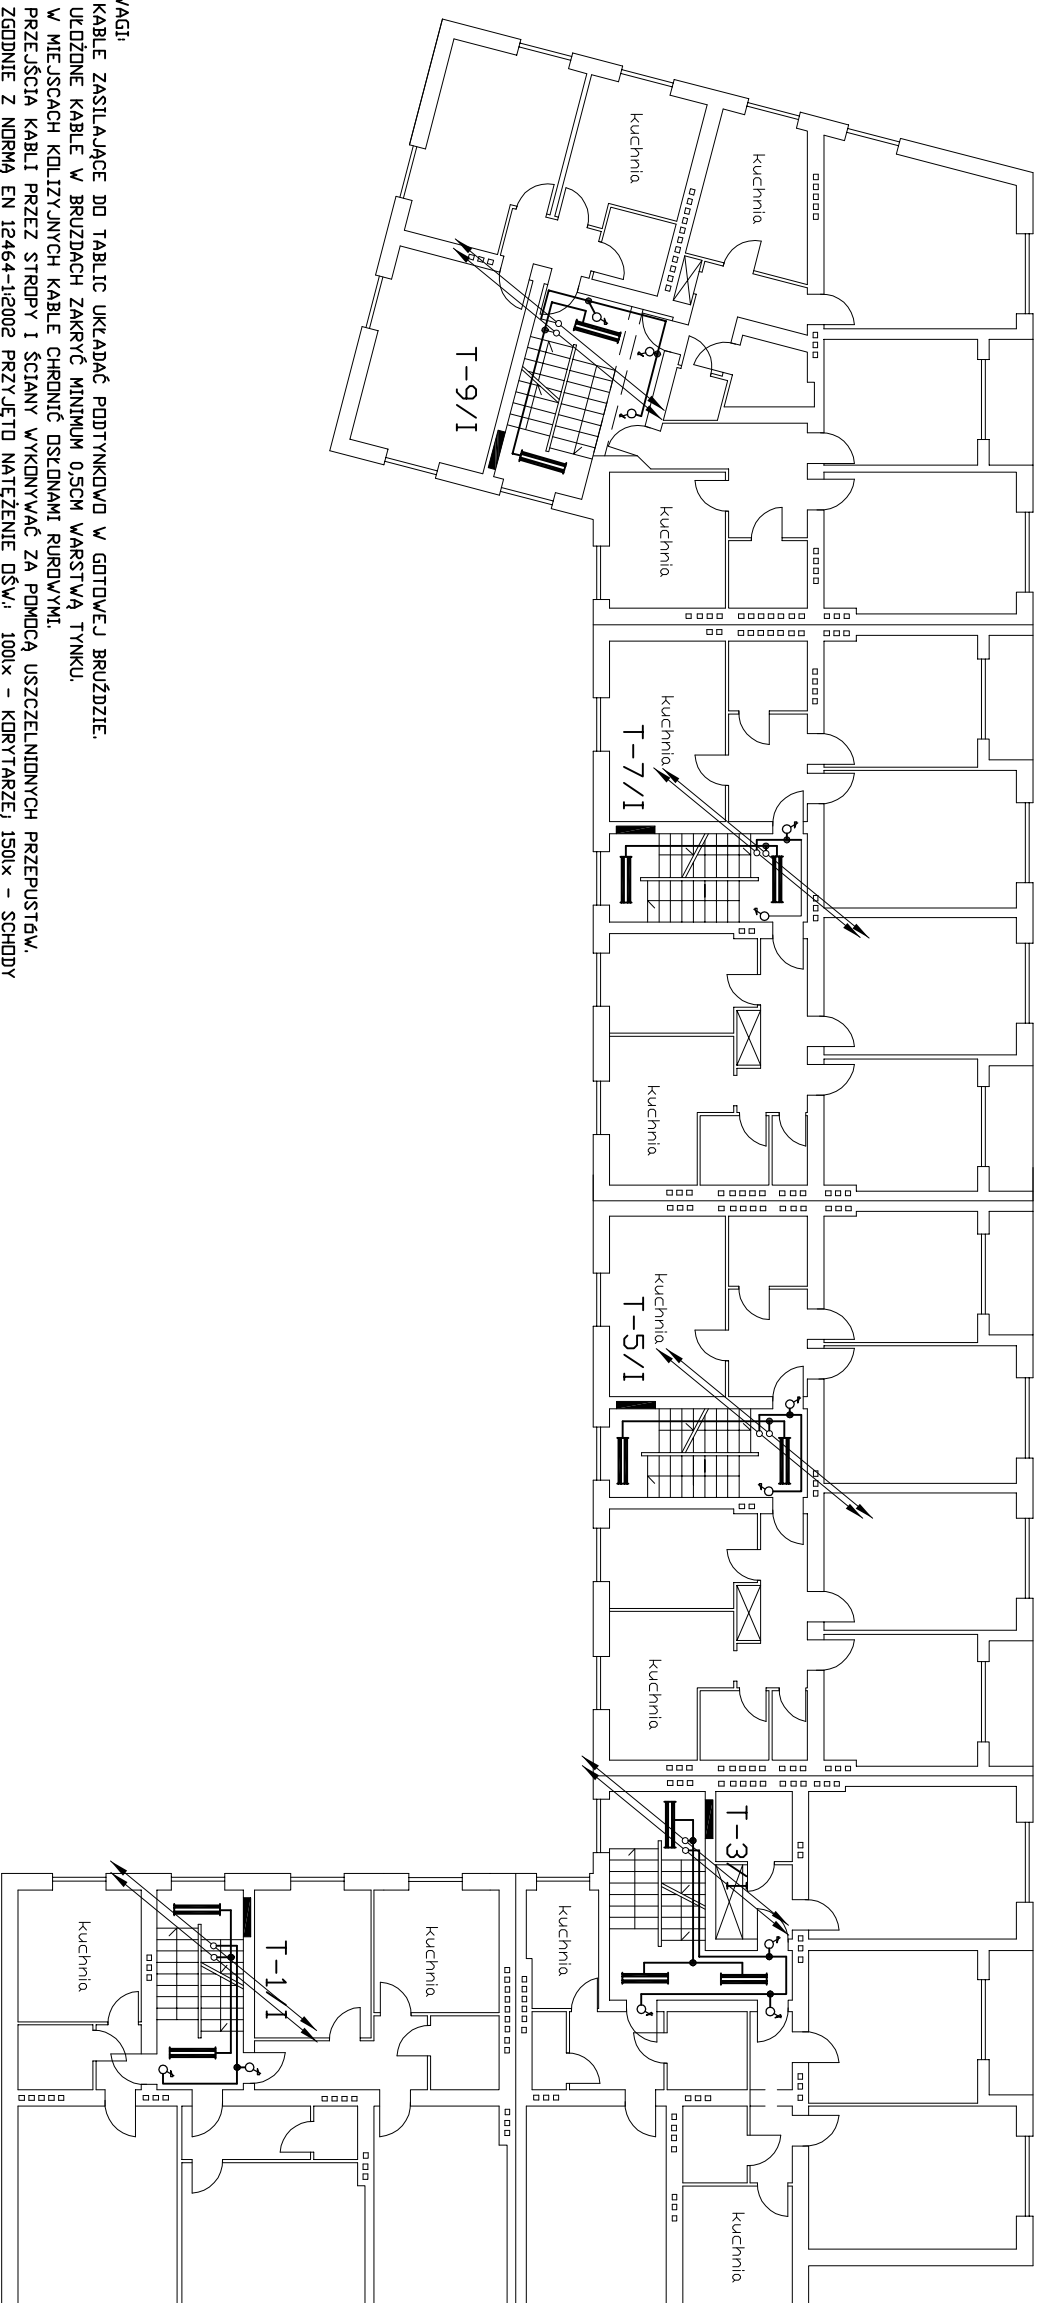 kuchnia
kuchnia
T-9/I
kuchnia
kuchnia
T-7/I
kuchnia
kuchnia
T-5/I
kuchnia
T-3/I
kuchnia
kuchnia
kuchnia
T-1/I
kuchnia
WAGI:
KABLE ZASILAJĄCE DO TABLIC UKŁADAĆ PODTYNKOWO W GOTOWEJ BRUŹDZIE.
UŁOŻONE KABLE W BRUZDACH ZAKRYĆ MINIMUM 0,5CM WARSTWĄ TYNKU.
W MIEJSCACH KOLIZYJNYCH KABLE CHRONIĆ OSŁONAMI RUROWYMI.
PRZEJŚCIA KABLI PRZEZ STROPY I ŚCIANY WYKONYWAĆ ZA POMOCĄ USZCZELNIONYCH PRZEPUSTÓW.
ZGODNIE Z NORMĄ EN 12464-1:2002 PRZYJĘTO NATĘŻENIE OŚW.: 100lx - KORYTARZE; 150lx - SCHODY